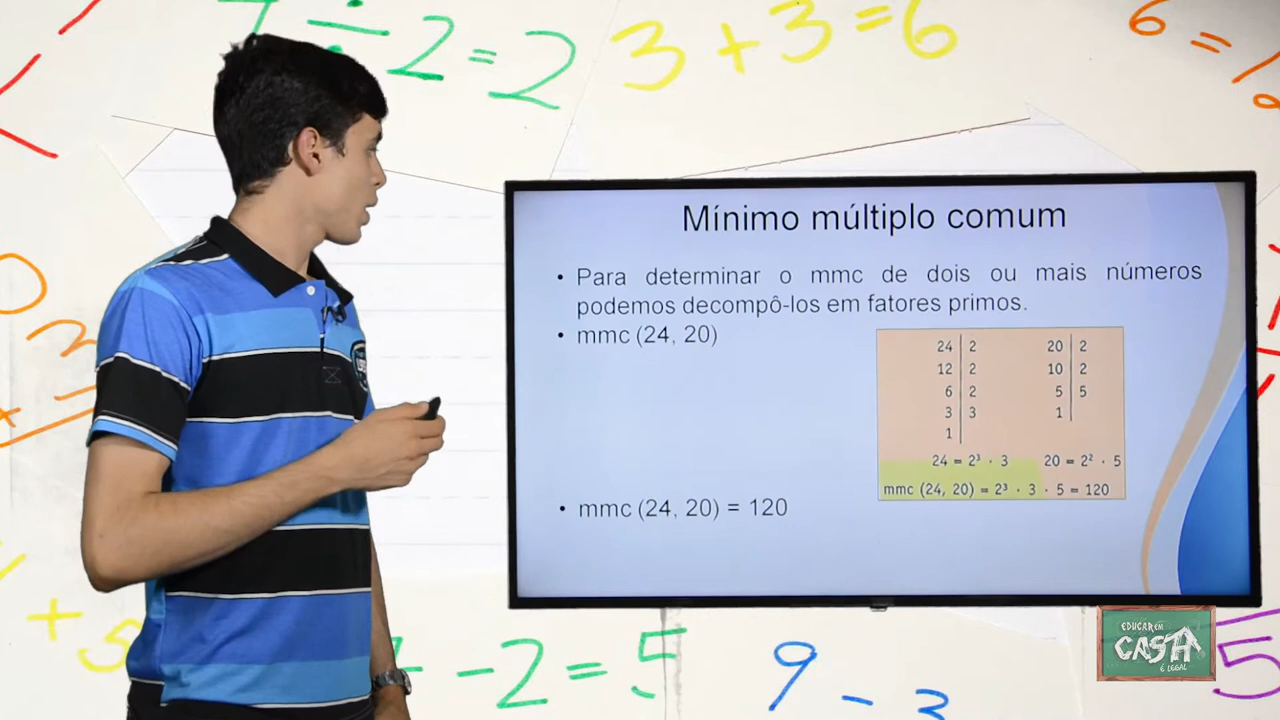 7 ÷ 2 = 2
3 + 3 = 6
6 =
Mínimo múltiplo comum
• Para determinar o mmc de dois ou mais números
podemos decompô-los em fatores primos.
• mmc (24, 20)
24 | 2
12 | 2
6 | 2
3 | 3
1 |
20 | 2
10 | 2
5 | 5
1 |
24 = 2³ · 3
20 = 2² · 5
mmc (24, 20) = 2³ · 3 · 5 = 120
• mmc (24, 20) = 120
+ 5
- 2 = 5
9 - 3
5
EDUCAR EM
CASA
É LEGAL